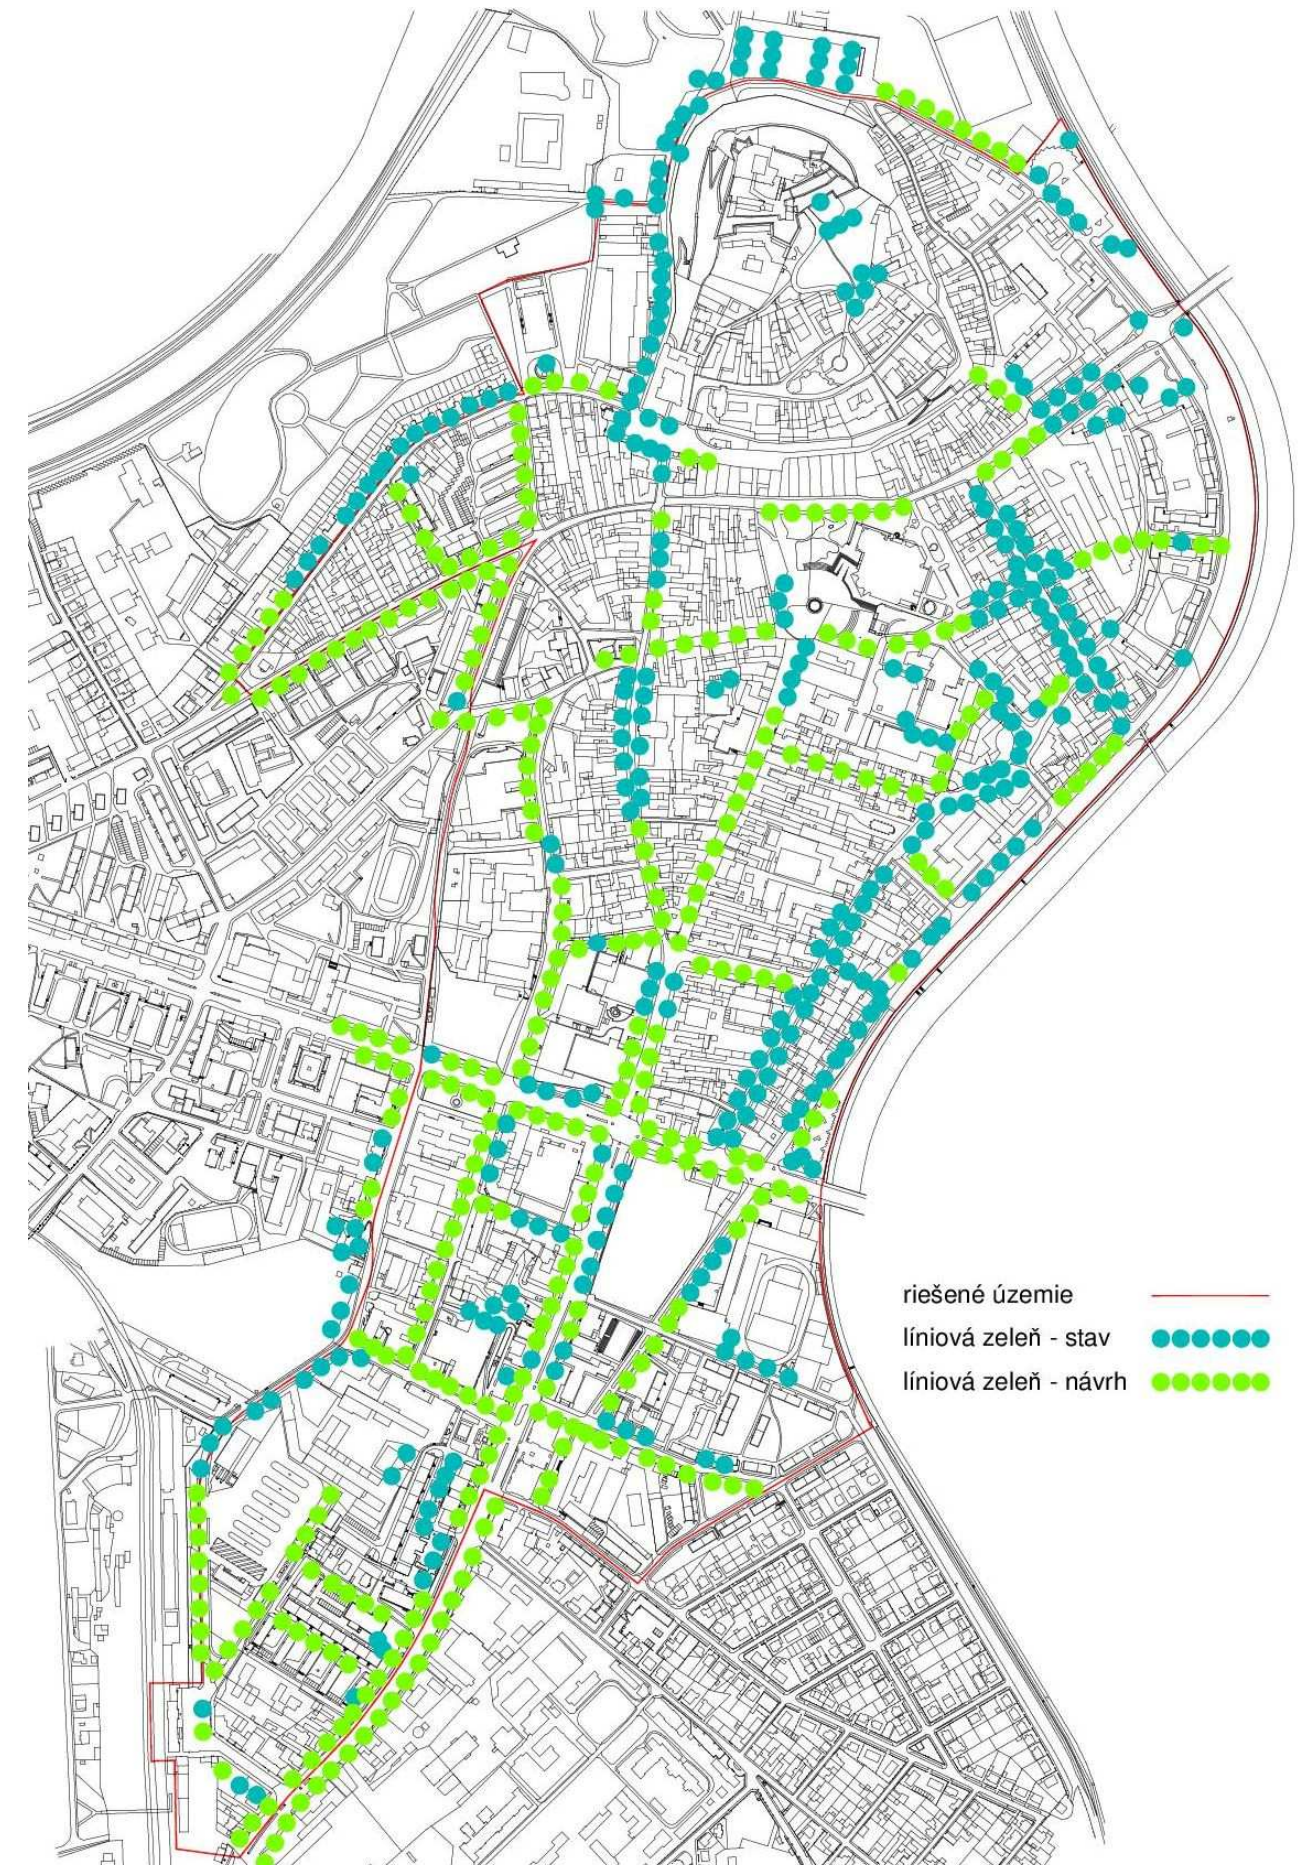 riešené územie
líniová zeleň - stav
líniová zeleň - návrh